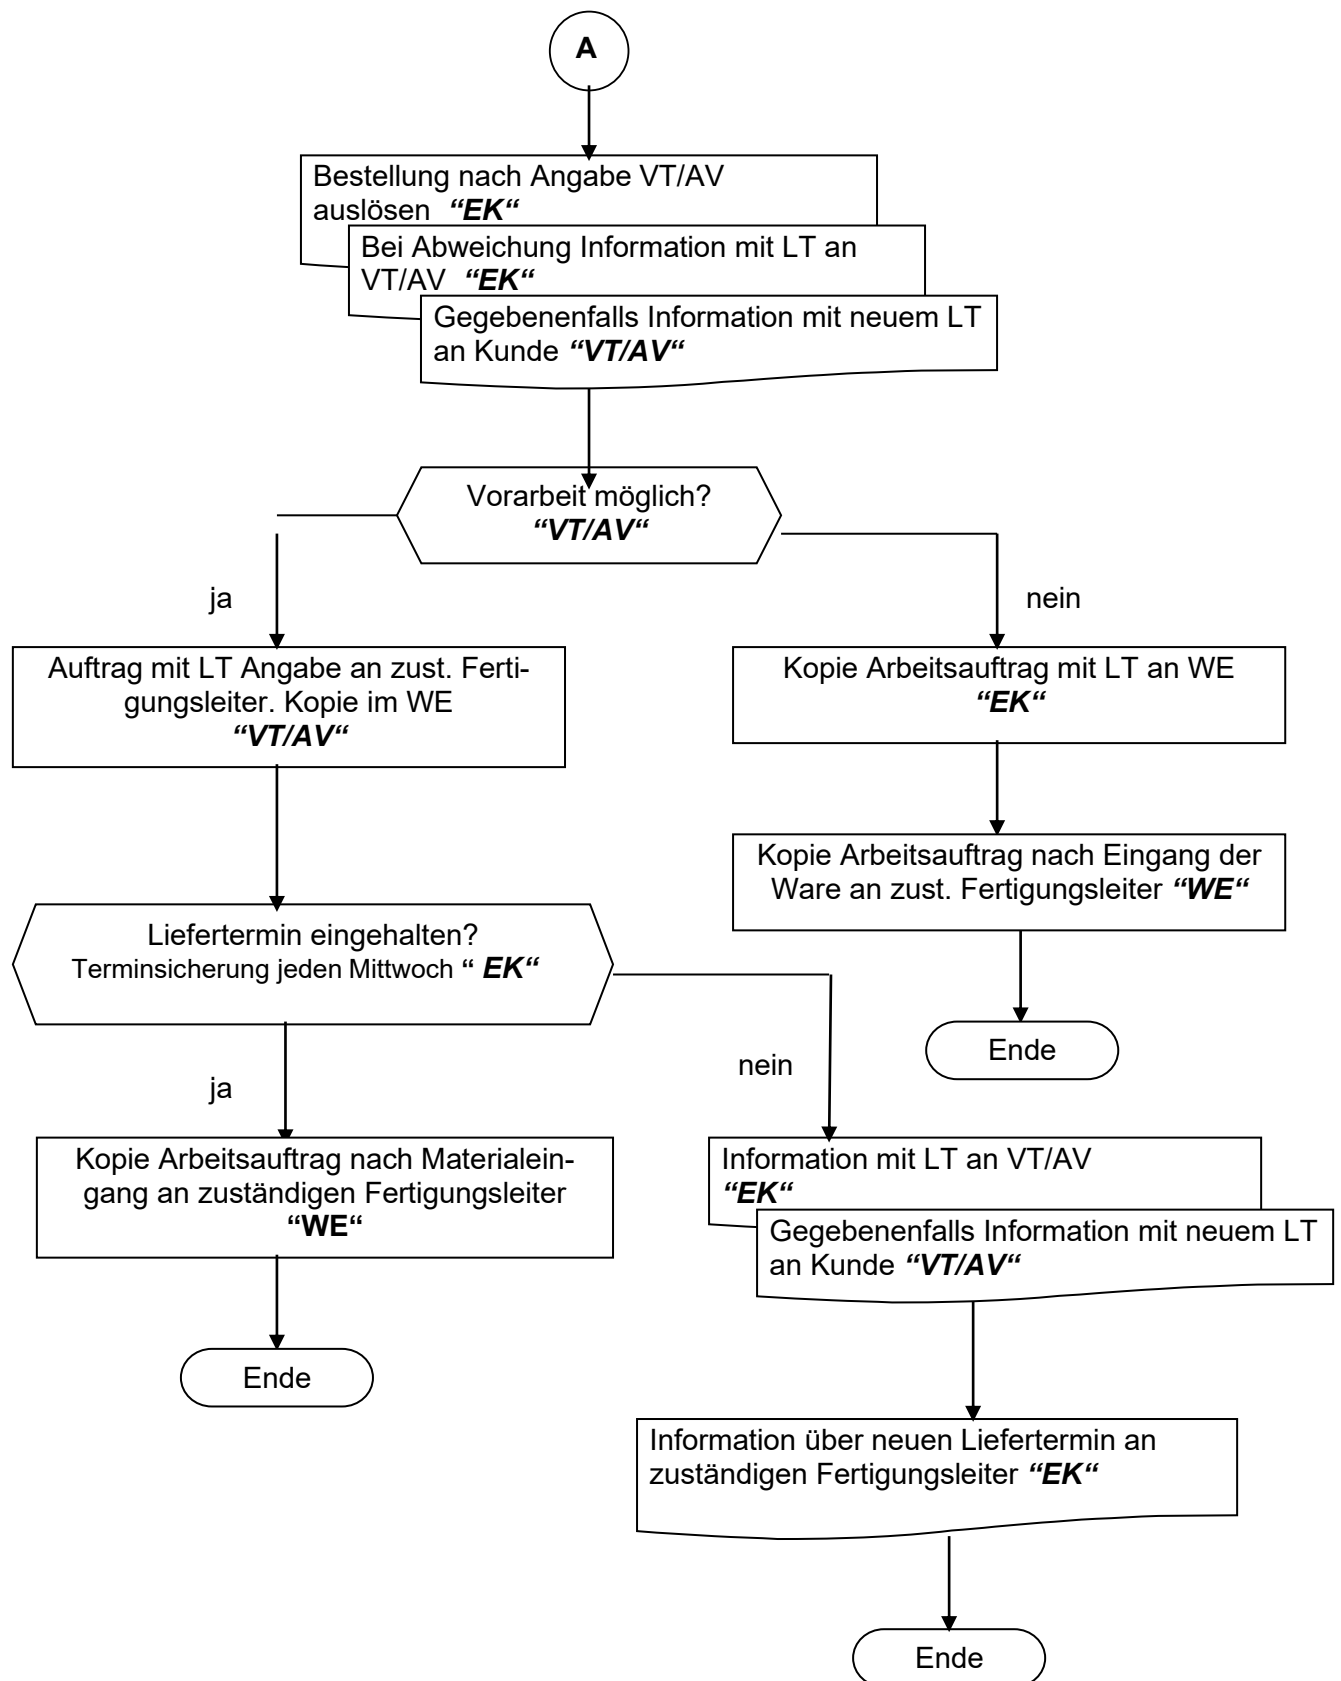 A
Bestellung nach Angabe VT/AV
auslösen “EK“
Bei Abweichung Information mit LT an
VT/AV “EK“
Gegebenenfalls Information mit neuem LT
an Kunde “VT/AV“
Vorarbeit möglich?
“VT/AV“
ja
nein
Auftrag mit LT Angabe an zust. Ferti-
gungsleiter. Kopie im WE
“VT/AV“
Kopie Arbeitsauftrag mit LT an WE
“EK“
Kopie Arbeitsauftrag nach Eingang der
Ware an zust. Fertigungsleiter “WE“
Liefertermin eingehalten?
Terminsicherung jeden Mittwoch “ EK“
Ende
nein
ja
Kopie Arbeitsauftrag nach Materialein-
gang an zuständigen Fertigungsleiter
“WE“
Information mit LT an VT/AV
“EK“
Gegebenenfalls Information mit neuem LT
an Kunde “VT/AV“
Ende
Information über neuen Liefertermin an
zuständigen Fertigungsleiter “EK“
Ende